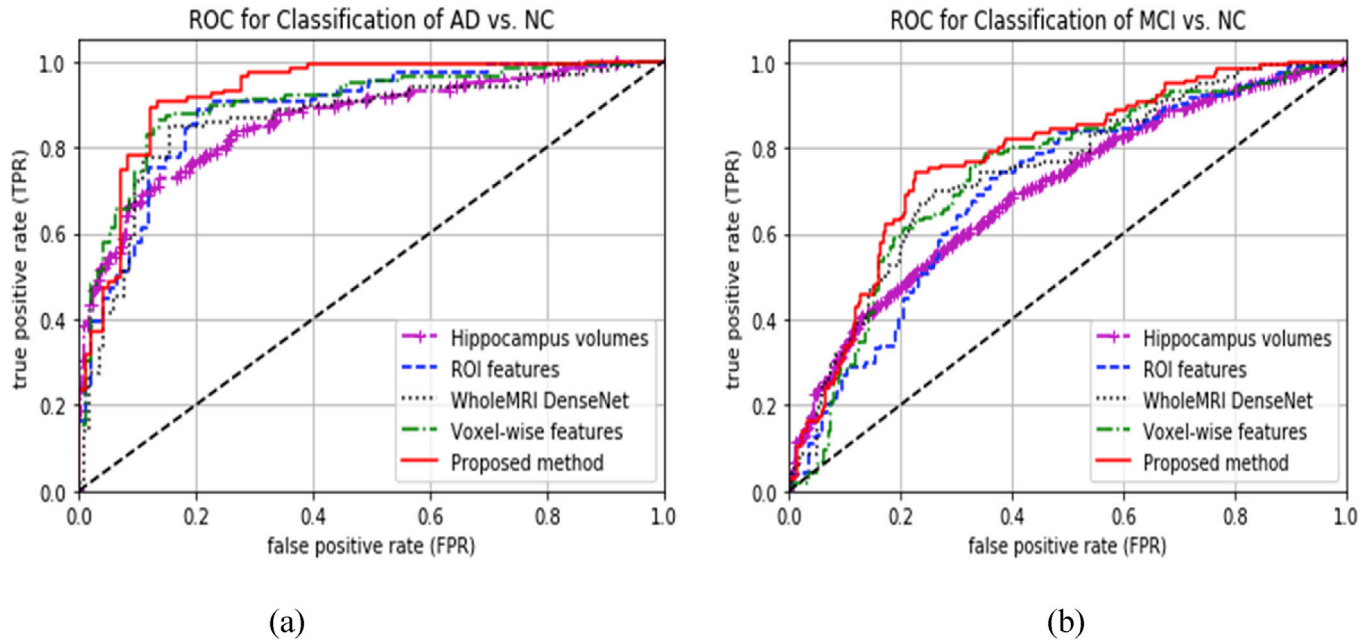 ROC for Classification of AD vs. NC
true positive rate (TPR)
1.0
0.8
0.6
0.4
0.2
0.0
Hippocampus volumes
ROI features
WholeMRI DenseNet
Voxel-wise features
Proposed method
0.0 0.2 0.4 0.6 0.8 1.0
false positive rate (FPR)
(a)
ROC for Classification of MCI vs. NC
true positive rate (TPR)
1.0
0.8
0.6
0.4
0.2
0.0
Hippocampus volumes
ROI features
WholeMRI DenseNet
Voxel-wise features
Proposed method
0.0 0.2 0.4 0.6 0.8 1.0
false positive rate (FPR)
(b)